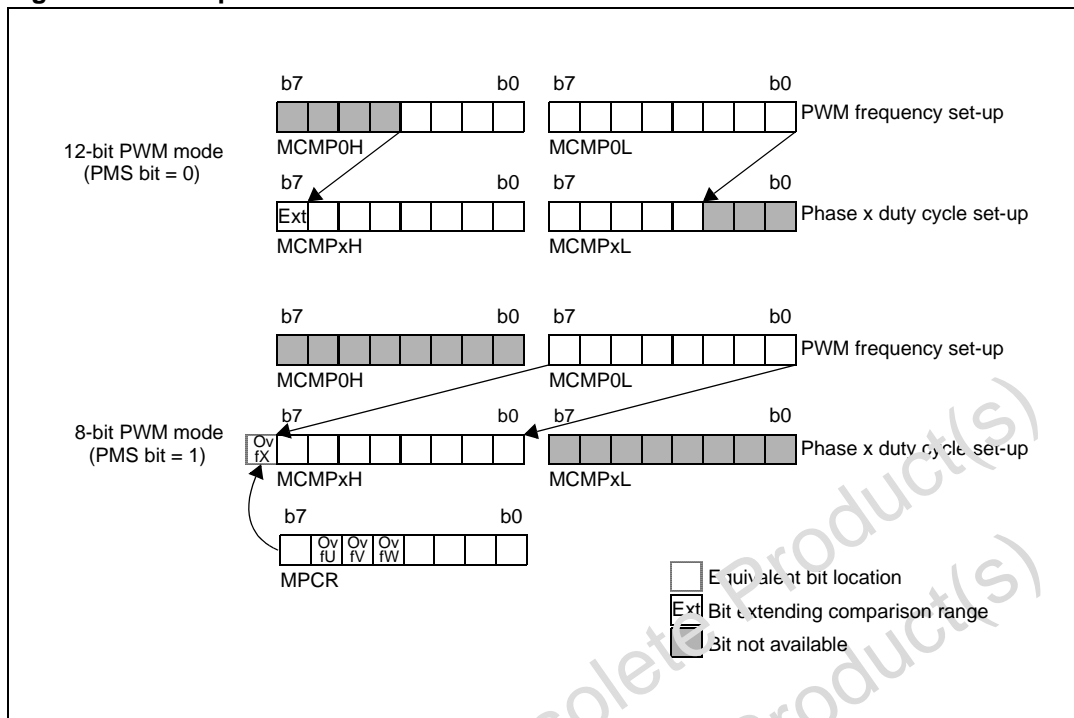 b7 b0 b7 b0
PWM frequency set-up
MCMP0H MCMP0L
12-bit PWM mode
(PMS bit = 0)
b7 b0 b7 b0
Ext
Phase x duty cycle set-up
MCMPxH MCMPxL
b7 b0 b7 b0
PWM frequency set-up
MCMP0H MCMP0L
8-bit PWM mode
(PMS bit = 1)
b7 b0 b7 b0
Ov
fX
Phase x duty cycle set-up
MCMPxH MCMPxL
b7 b0
Ov Ov Ov
fU fV fW
MPCR
Equivalent bit location
Ext Bit extending comparison range
Bit not available
Product(s)